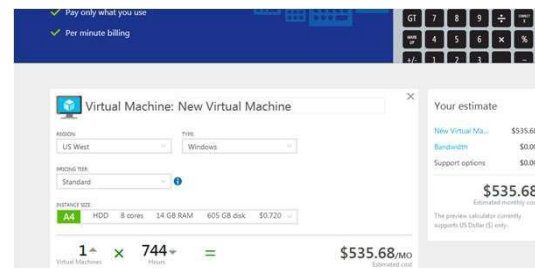 Pay only what you use
Per minute billing
GT 7 8 9 ÷
4 5 6 × %
+/- 1 2 3 -
Virtual Machine: New Virtual Machine
×
REGION
TYPE
US West
Windows
PRICING TIER
Standard
INSTANCE SIZE
A4 HDD 8 cores 14 GB RAM 605 GB disk $0.720
1 × 744 = $535.68/MO
Virtual Machines
Hours
Estimated cost
Your estimate
New Virtual Ma... $535.68
Bandwidth $0.00
Support options $0.00
$535.68
Estimated monthly cost
The preview calculator currently
supports US Dollar ($) only.